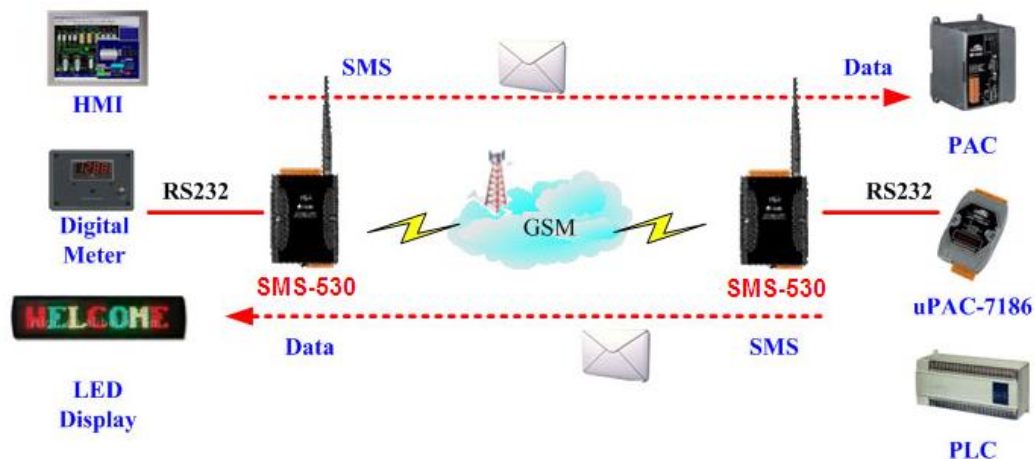 SMS
Data
HMI
PAC
RS232
RS232
Digital
Meter
GSM
SMS-530
SMS-530
uPAC-7186
WELCOME
Data
SMS
LED
Display
PLC